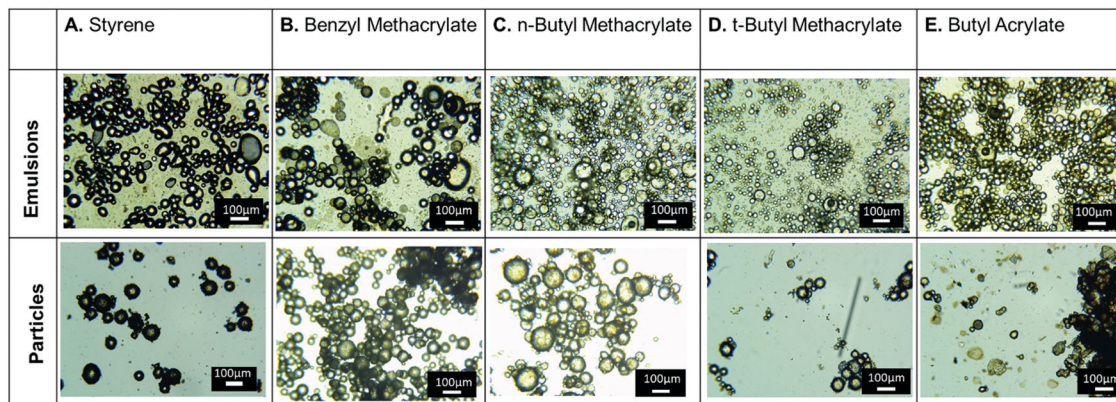 A. Styrene
B. Benzyl Methacrylate
C. n-Butyl Methacrylate
D. t-Butyl Methacrylate
E. Butyl Acrylate
Emulsions
100µm
100µm
100µm
100µm
100µm
Particles
100µm
100µm
100µm
100µm
100µm